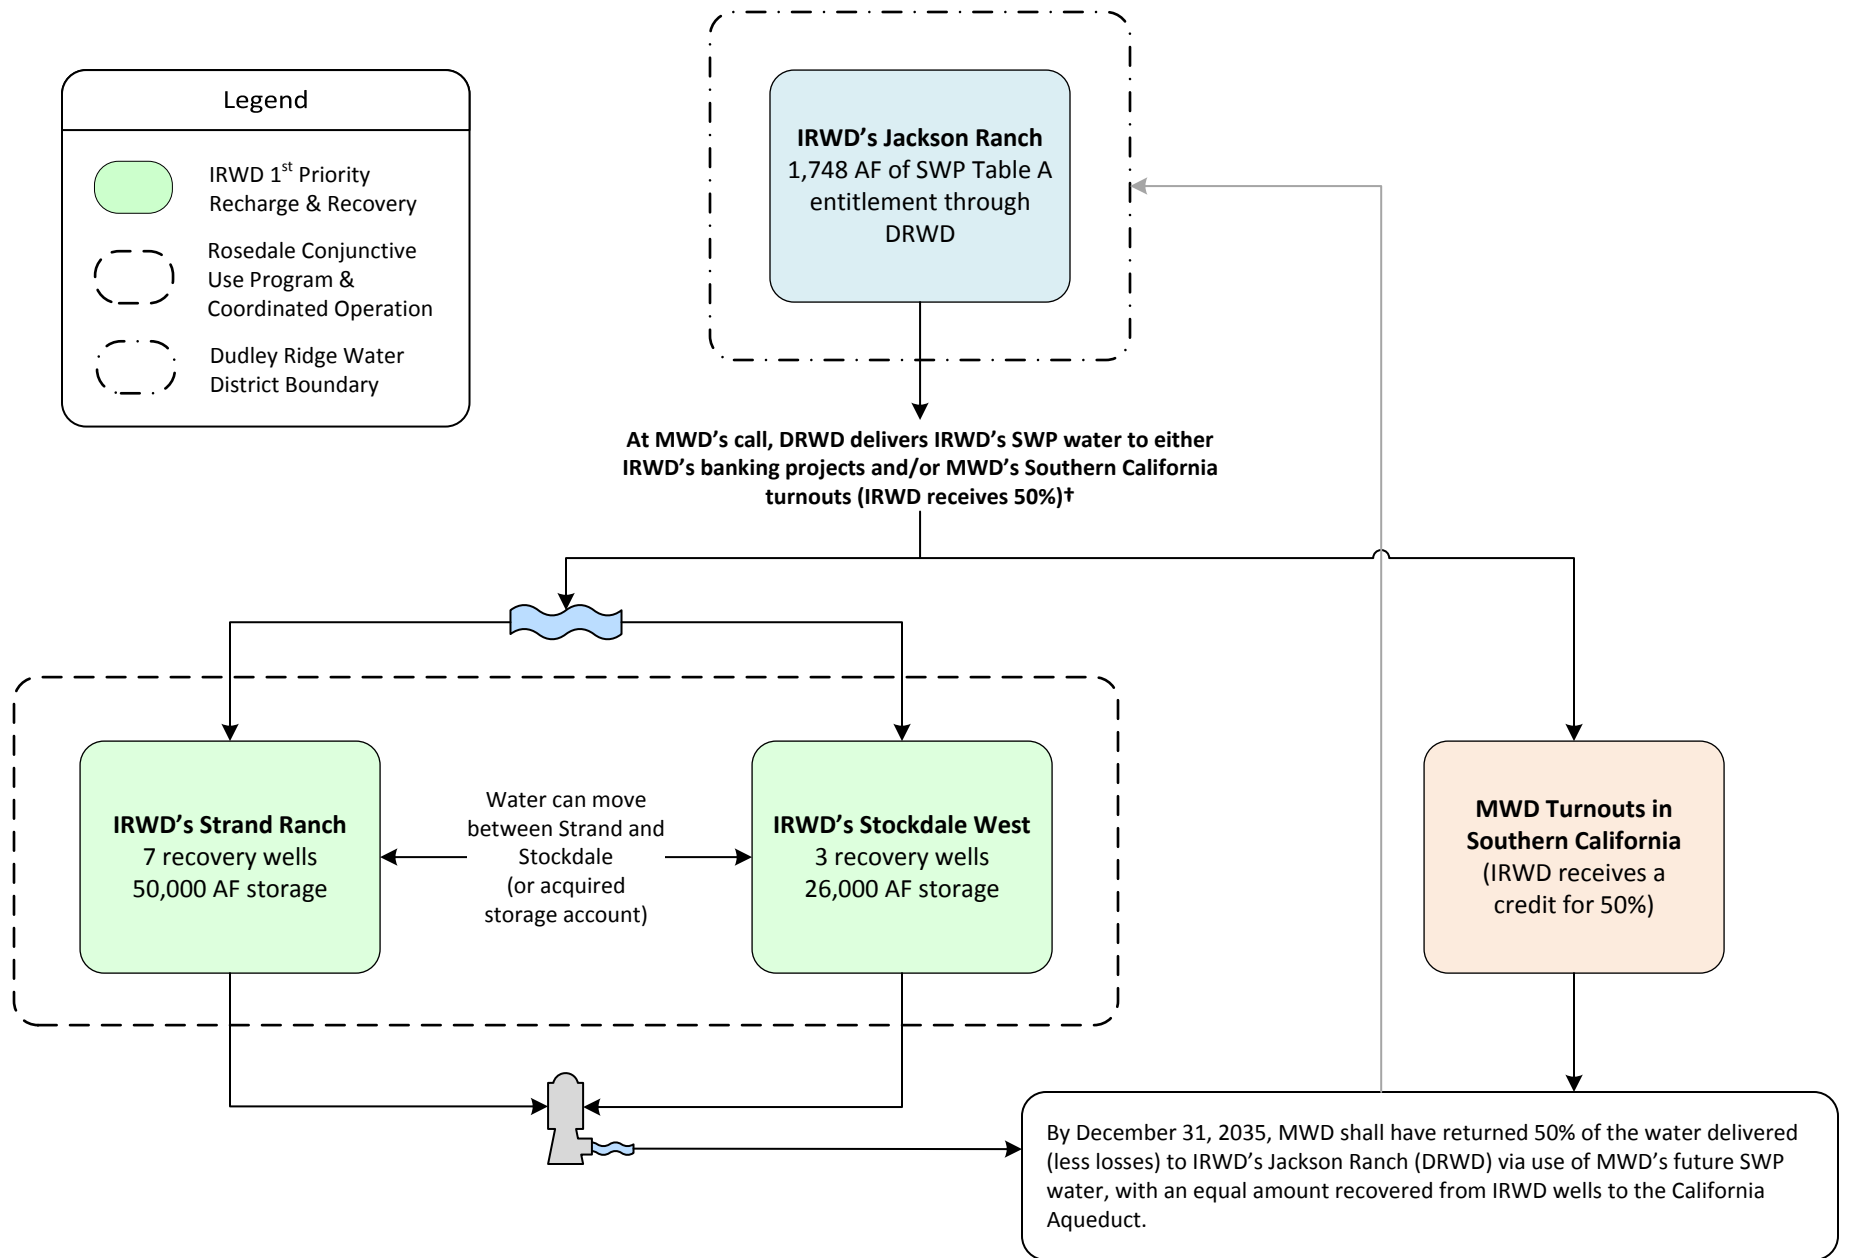 Legend
IRWD 1st Priority
Recharge & Recovery
Rosedale Conjunctive
Use Program &
Coordinated Operation
Dudley Ridge Water
District Boundary
IRWD’s Jackson Ranch
1,748 AF of SWP Table A
entitlement through
DRWD
At MWD’s call, DRWD delivers IRWD’s SWP water to either
IRWD’s banking projects and/or MWD’s Southern California
turnouts (IRWD receives 50%)†
IRWD’s Strand Ranch
7 recovery wells
50,000 AF storage
Water can move
between Strand and
Stockdale
(or acquired
storage account)
IRWD’s Stockdale West
3 recovery wells
26,000 AF storage
MWD Turnouts in
Southern California
(IRWD receives a
credit for 50%)
By December 31, 2035, MWD shall have returned 50% of the water delivered
(less losses) to IRWD’s Jackson Ranch (DRWD) via use of MWD’s future SWP
water, with an equal amount recovered from IRWD wells to the California
Aqueduct.